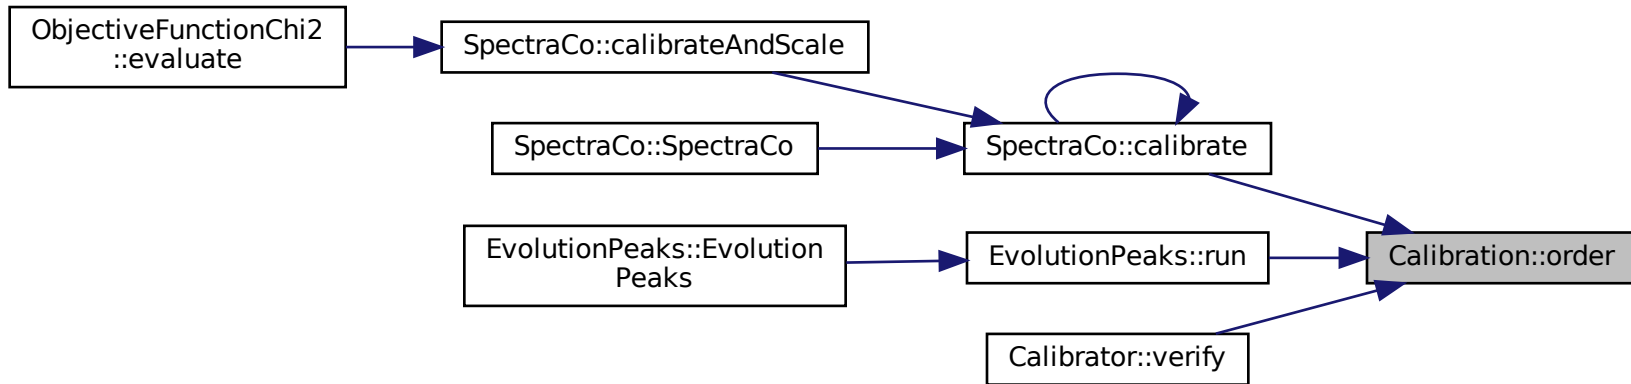 ObjectiveFunctionChi2
::evaluate
SpectraCo::calibrateAndScale
SpectraCo::SpectraCo
SpectraCo::calibrate
EvolutionPeaks::Evolution
Peaks
EvolutionPeaks::run
Calibration::order
Calibrator::verify